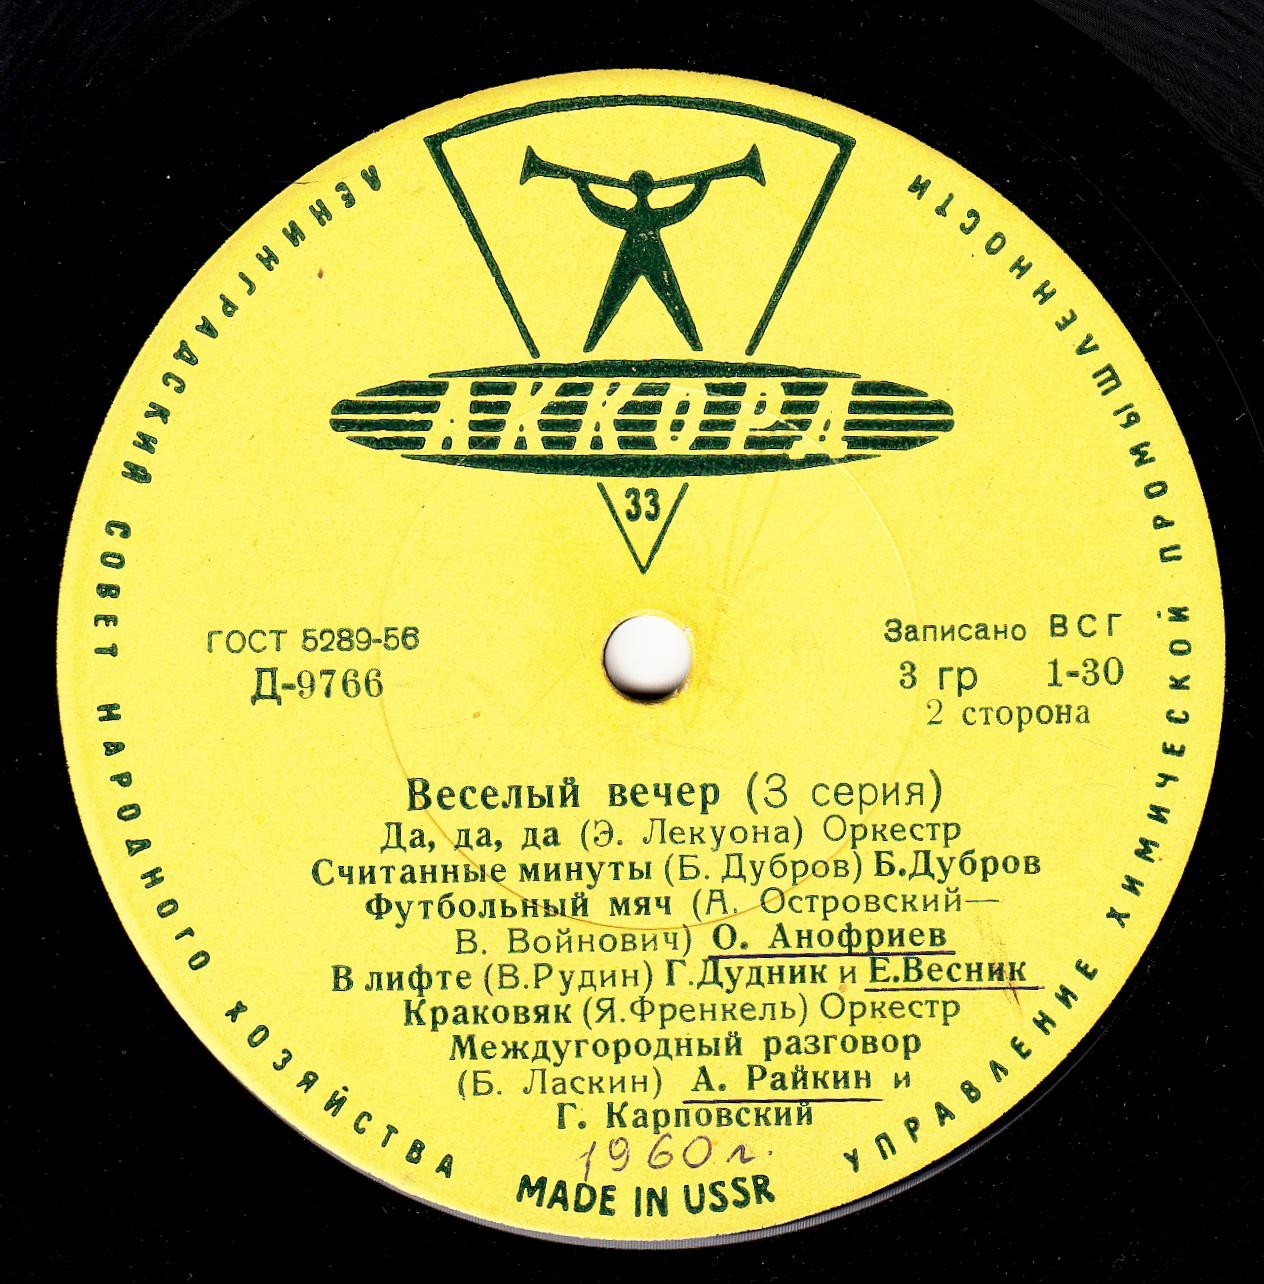 ЛЕНИНГРАДСКИЙ СОВЕТ НАРОДНОГО ХОЗЯЙСТВА
УПРАВЛЕНИЕ ХИМИЧЕСКОЙ ПРОМЫШЛЕННОСТИ
АККОРД
33
ГОСТ 5289-56
Д-9766
Записано ВСГ
3 гр 1-30
2 сторона
Веселый вечер (3 серия)
Да, да, да (Э. Лекуона) Оркестр
Считанные минуты (Б. Дубров) Б.Дубров
Футбольный мяч (А. Островский—
В. Войнович) О. Анофриев
В лифте (В.Рудин) Г.Дудник и Е.Весник
Краковяк (Я.Френкель) Оркестр
Междугородный разговор
(Б. Ласкин) А. Райкин и
Г. Карповский
1960 г.
MADE IN USSR